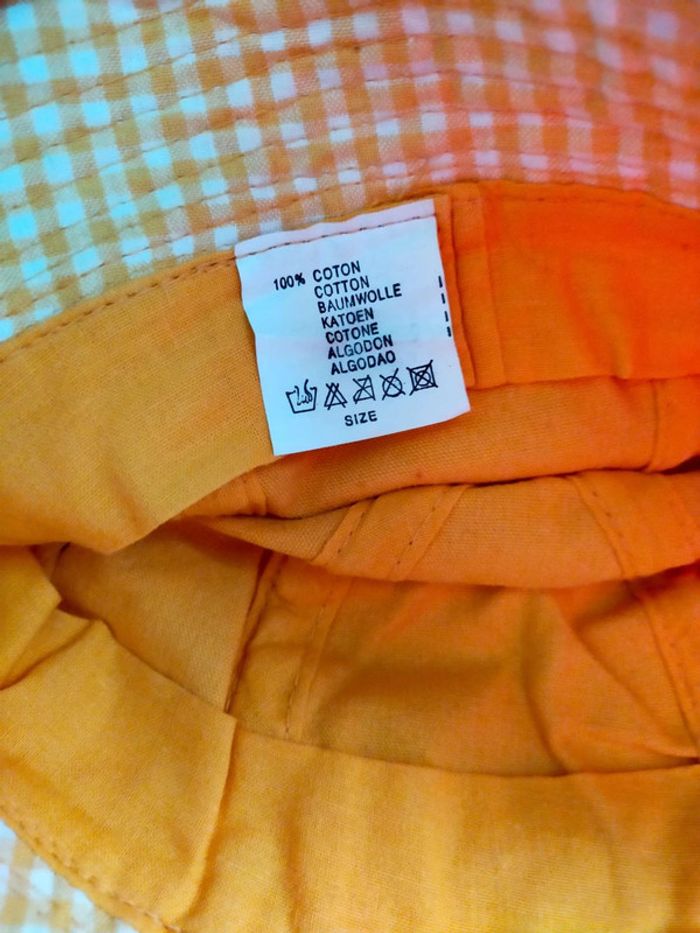 100% COTON
COTTON
BAUMWOLLE
KATOEN
COTONE
ALGODON
ALGODAO
SIZE